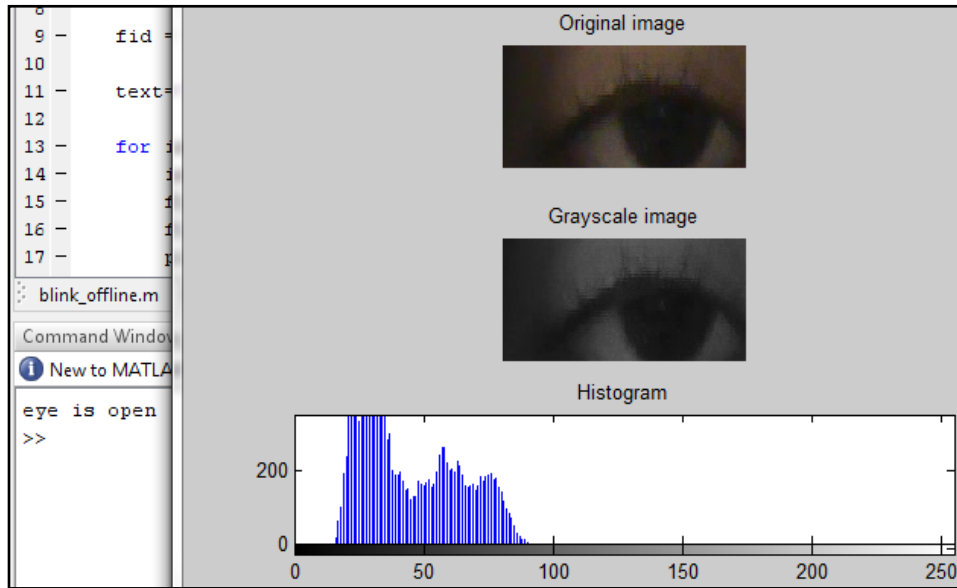 8
9 — fid =
10
11 — text=
12
13 — for i
14 — i
15 — f
16 — f
17 — p
blink_offline.m
Command Window
New to MATLA
eye is open
>>
Original image
Grayscale image
Histogram
200
0
0 50 100 150 200 250